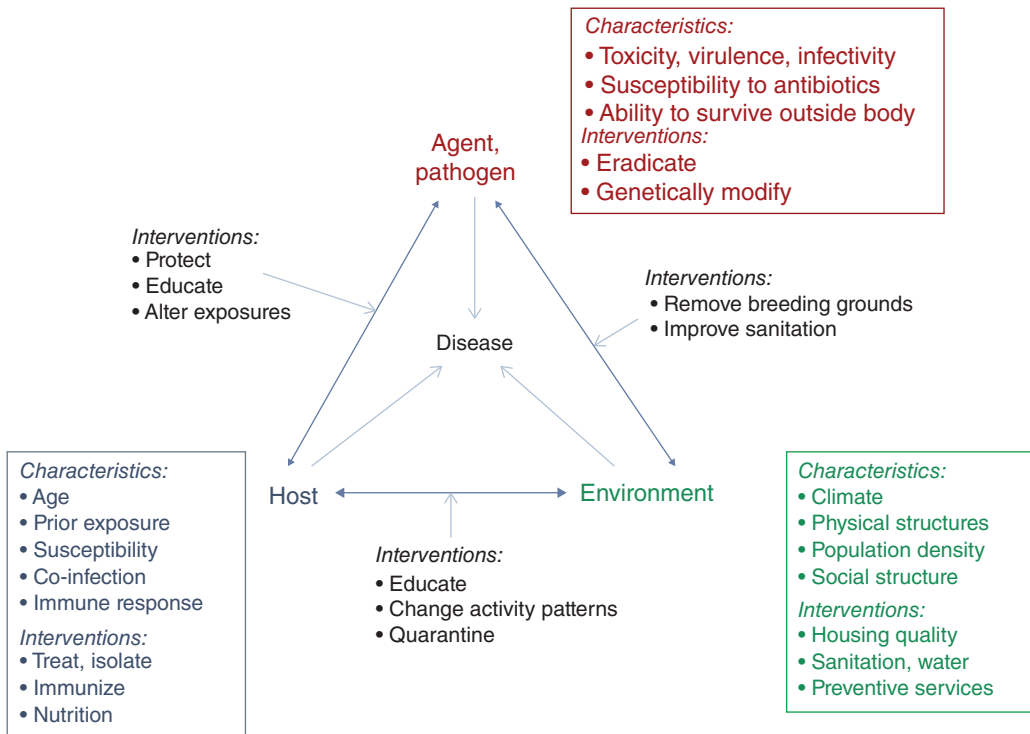 Characteristics:
• Toxicity, virulence, infectivity
• Susceptibility to antibiotics
• Ability to survive outside body
Interventions:
• Eradicate
• Genetically modify
Agent,
pathogen
Interventions:
• Protect
• Educate
• Alter exposures
Interventions:
• Remove breeding grounds
• Improve sanitation
Disease
Characteristics:
• Age
• Prior exposure
• Susceptibility
• Co-infection
• Immune response
Interventions:
• Treat, isolate
• Immunize
• Nutrition
Host
Environment
Interventions:
• Educate
• Change activity patterns
• Quarantine
Characteristics:
• Climate
• Physical structures
• Population density
• Social structure
Interventions:
• Housing quality
• Sanitation, water
• Preventive services